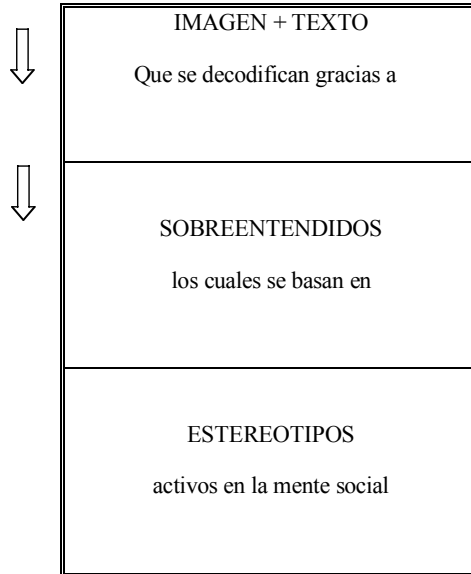 IMAGEN + TEXTO
Que se decodifican gracias a
SOBREENTENDIDOS
los cuales se basan en
ESTEREOTIPOS
activos en la mente social